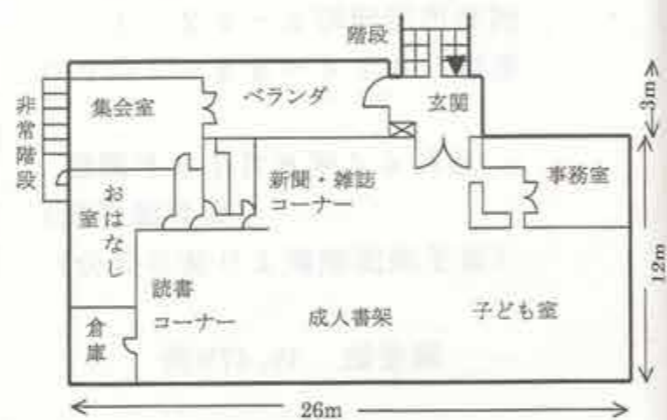 階段
集会室
ベランダ
玄関
3m
非常階段
おはなし
室
新聞・雑誌
コーナー
事務室
12m
読書
コーナー
成人書架
子ども室
倉庫
26m